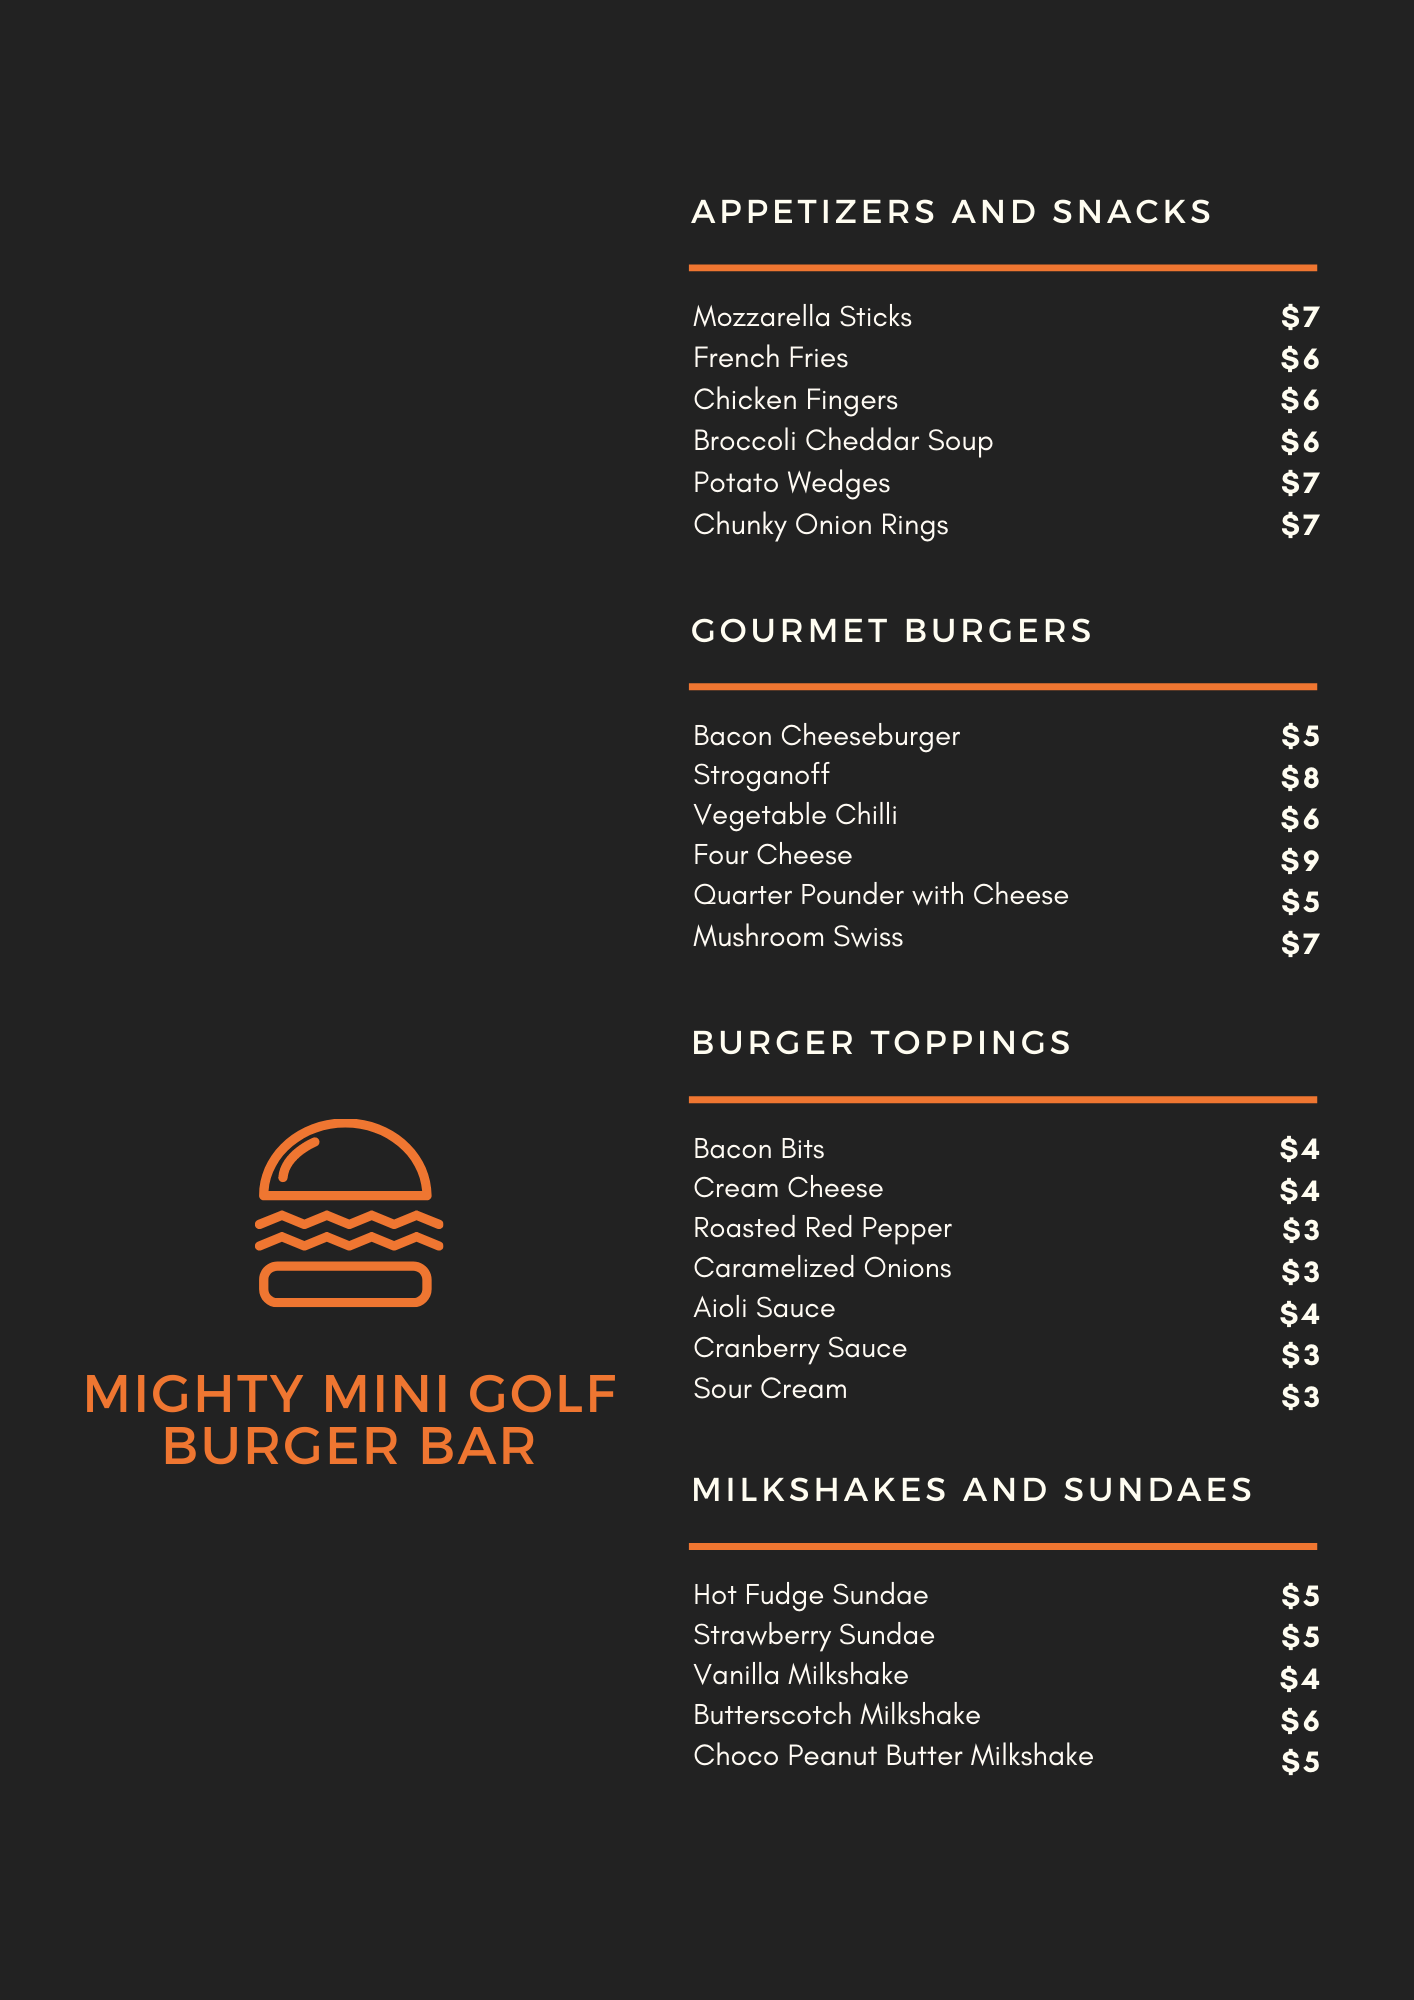 APPETIZERS AND SNACKS
Mozzarella Sticks $7
French Fries $6
Chicken Fingers $6
Broccoli Cheddar Soup $6
Potato Wedges $7
Chunky Onion Rings $7
GOURMET BURGERS
Bacon Cheeseburger $5
Stroganoff $8
Vegetable Chilli $6
Four Cheese $9
Quarter Pounder with Cheese $5
Mushroom Swiss $7
BURGER TOPPINGS
Bacon Bits $4
Cream Cheese $4
Roasted Red Pepper $3
Caramelized Onions $3
Aioli Sauce $4
Cranberry Sauce $3
Sour Cream $3
MILKSHAKES AND SUNDAES
Hot Fudge Sundae $5
Strawberry Sundae $5
Vanilla Milkshake $4
Butterscotch Milkshake $6
Choco Peanut Butter Milkshake $5
MIGHTY MINI GOLF
BURGER BAR